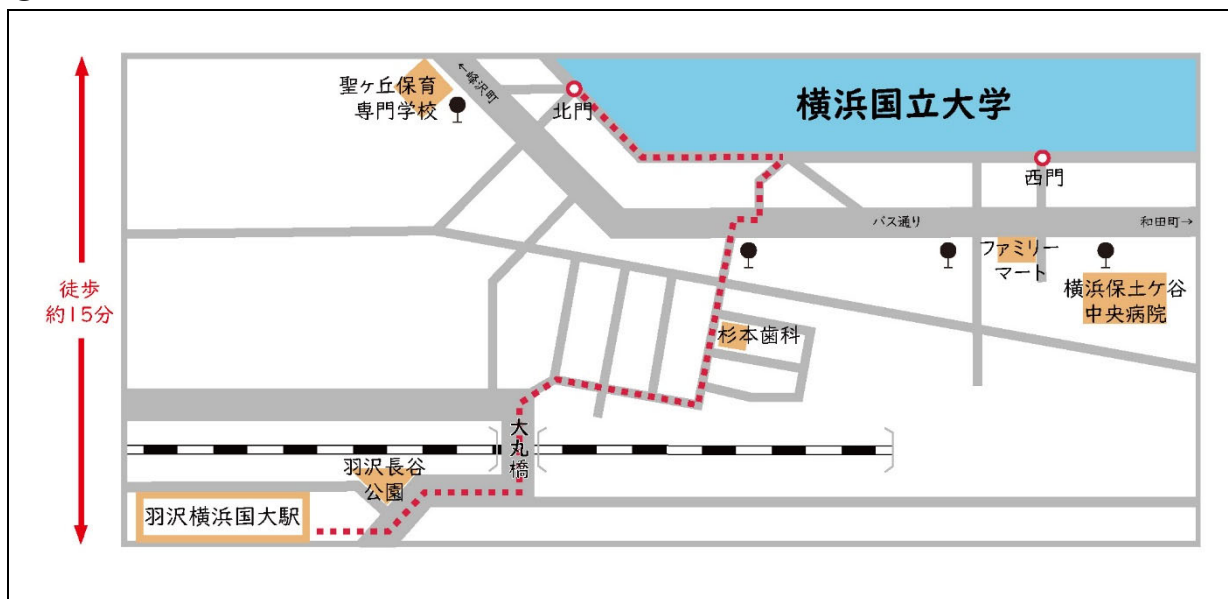 聖ヶ丘保育
専門学校
←峰沢町
北門
横浜国立大学
西門
バス通り
和田町→
ファミリー
マート
横浜保土ケ谷
中央病院
徒歩
約15分
杉本歯科
大丸橋
羽沢長谷
公園
羽沢横浜国大駅